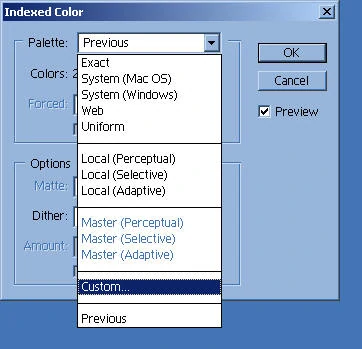 Indexed Color
Palette: Previous
OK
Exact
Colors: 2
System (Mac OS)
Cancel
System (Windows)
Forced:
Web
Preview
Uniform
Options
Local (Perceptual)
Local (Selective)
Matte:
Local (Adaptive)
Dither:
Master (Perceptual)
Master (Selective)
Amount:
Master (Adaptive)
Custom...
Previous